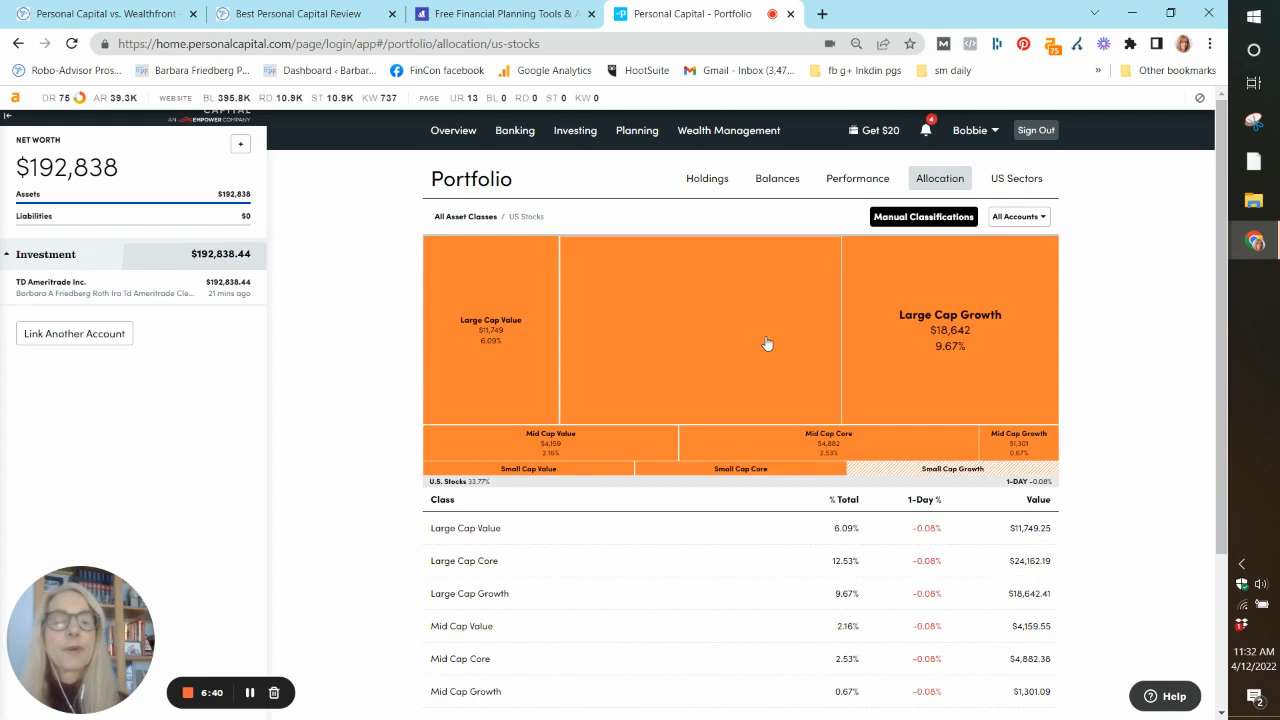 Robo-Advisor Fees: What Investor
Personal Capital Review
Free Financial Planning Tools & A
Personal Capital - Portfolio
https://home.personalcapital.com/page/login/app#/portfolio/allocation/us-stocks
75
Robo-Advisor Pros...
Barbara Friedberg P...
Dashboard - Barbar...
FinCon facebook
Google Analytics
HootSuite
Gmail - (3,47...
fb g+ lnkdin pgs
sm daily
»
Other bookmarks
DR 75 AR 39.3K WEBSITE BL 395.8K RD 10.9K ST 10.9K KW 737 PAGE UR 13 BL 0 RD 0 ST 0 KW 0
CAPITAL
AN EMPOWER COMPANY
Overview Banking Investing Planning Wealth Management Get $20 4 Bobbie Sign Out
NET WORTH
+
$192,838
Assets $192,838
Liabilities $0
Investment $192,838.44
TD Ameritrade Inc. $192,838.44
Barbara A Friedberg Roth Ira Td Ameritrade Cle... 21 mins ago
Link Another Account
Portfolio
Holdings Balances Performance Allocation US Sectors
All Asset Classes / US Stocks
Manual Classifications All Accounts
Large Cap Value
$11,749
6.09%
Large Cap Growth
$18,642
9.67%
Mid Cap Value
$4,159
2.16%
Mid Cap Core
$4,882
2.53%
Mid Cap Growth
$1,301
0.67%
Small Cap Value
Small Cap Core
Small Cap Growth
U.S. Stocks 33.77% 1-DAY -0.08%
Class % Total 1-Day % Value
Large Cap Value 6.09% -0.08% $11,749.25
Large Cap Core 12.53% -0.08% $24,162.19
Large Cap Growth 9.67% -0.08% $18,642.41
Mid Cap Value 2.16% -0.08% $4,159.55
Mid Cap Core 2.53% -0.08% $4,882.38
Mid Cap Growth 0.67% -0.08% $1,301.09
6:40
Help
11:32 AM
4/12/2022
2